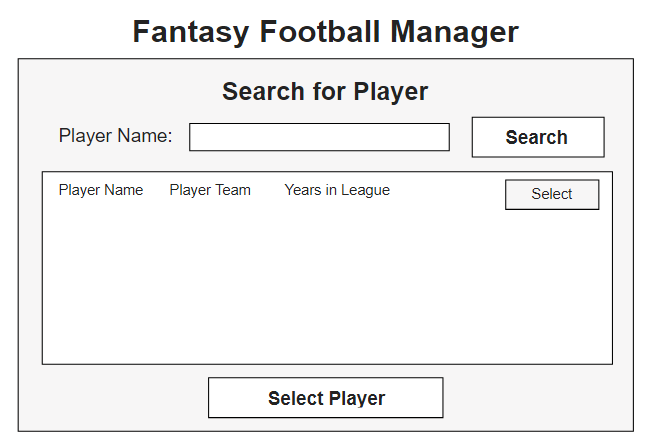 Fantasy Football Manager
Search for Player
Player Name: Search
Player Name Player Team Years in League Select
Select Player